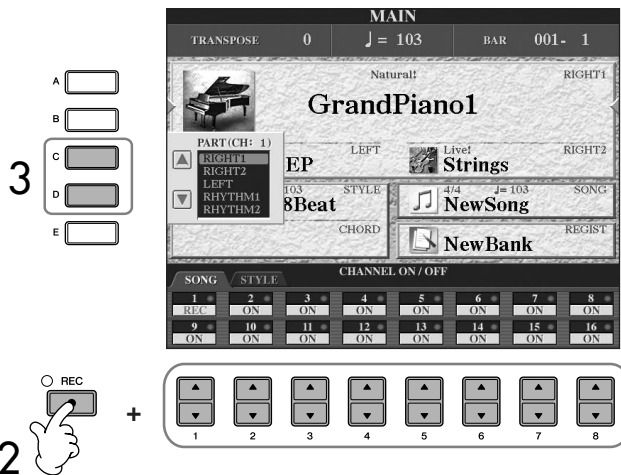 MAIN
TRANSPOSE 0 ♩= 103 BAR 001- 1
A
B
C
D
E
3
Natural! RIGHT1
GrandPiano1
PART(CH: 1)
RIGHT1
RIGHT2
LEFT
RHYTHM1
RHYTHM2
LEFT
EP
Live! RIGHT2
Strings
103 STYLE
8Beat
4/4 ♩=103 SONG
NewSong
CHORD
REGIST
NewBank
SONG STYLE CHANNEL ON / OFF
1 2 3 4 5 6 7 8
REC ON ON ON ON ON ON ON
9 10 11 12 13 14 15 16
ON ON ON ON ON ON ON ON
REC
2
+
1 2 3 4 5 6 7 8